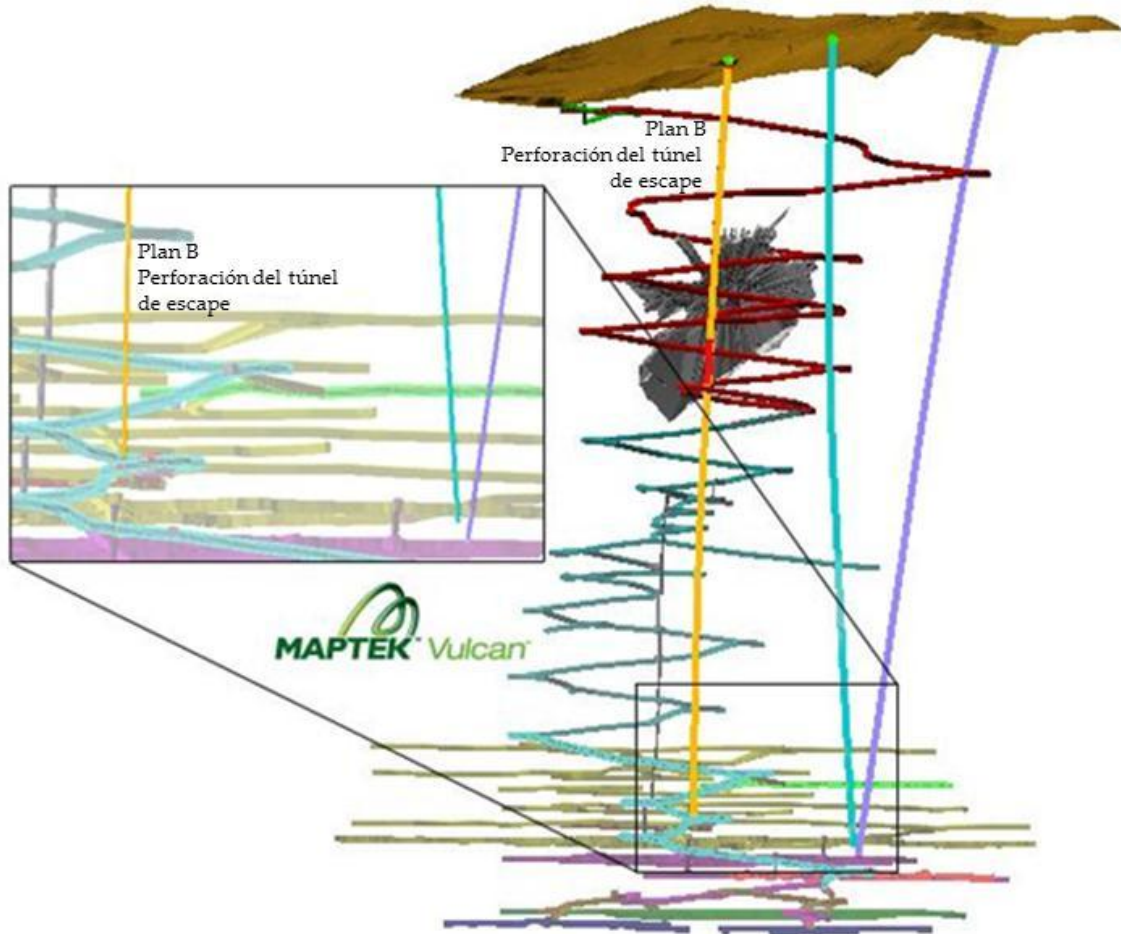 Plan B
Perforación del túnel
de escape
Plan B
Perforación del túnel
de escape
MAPTEK Vulcan